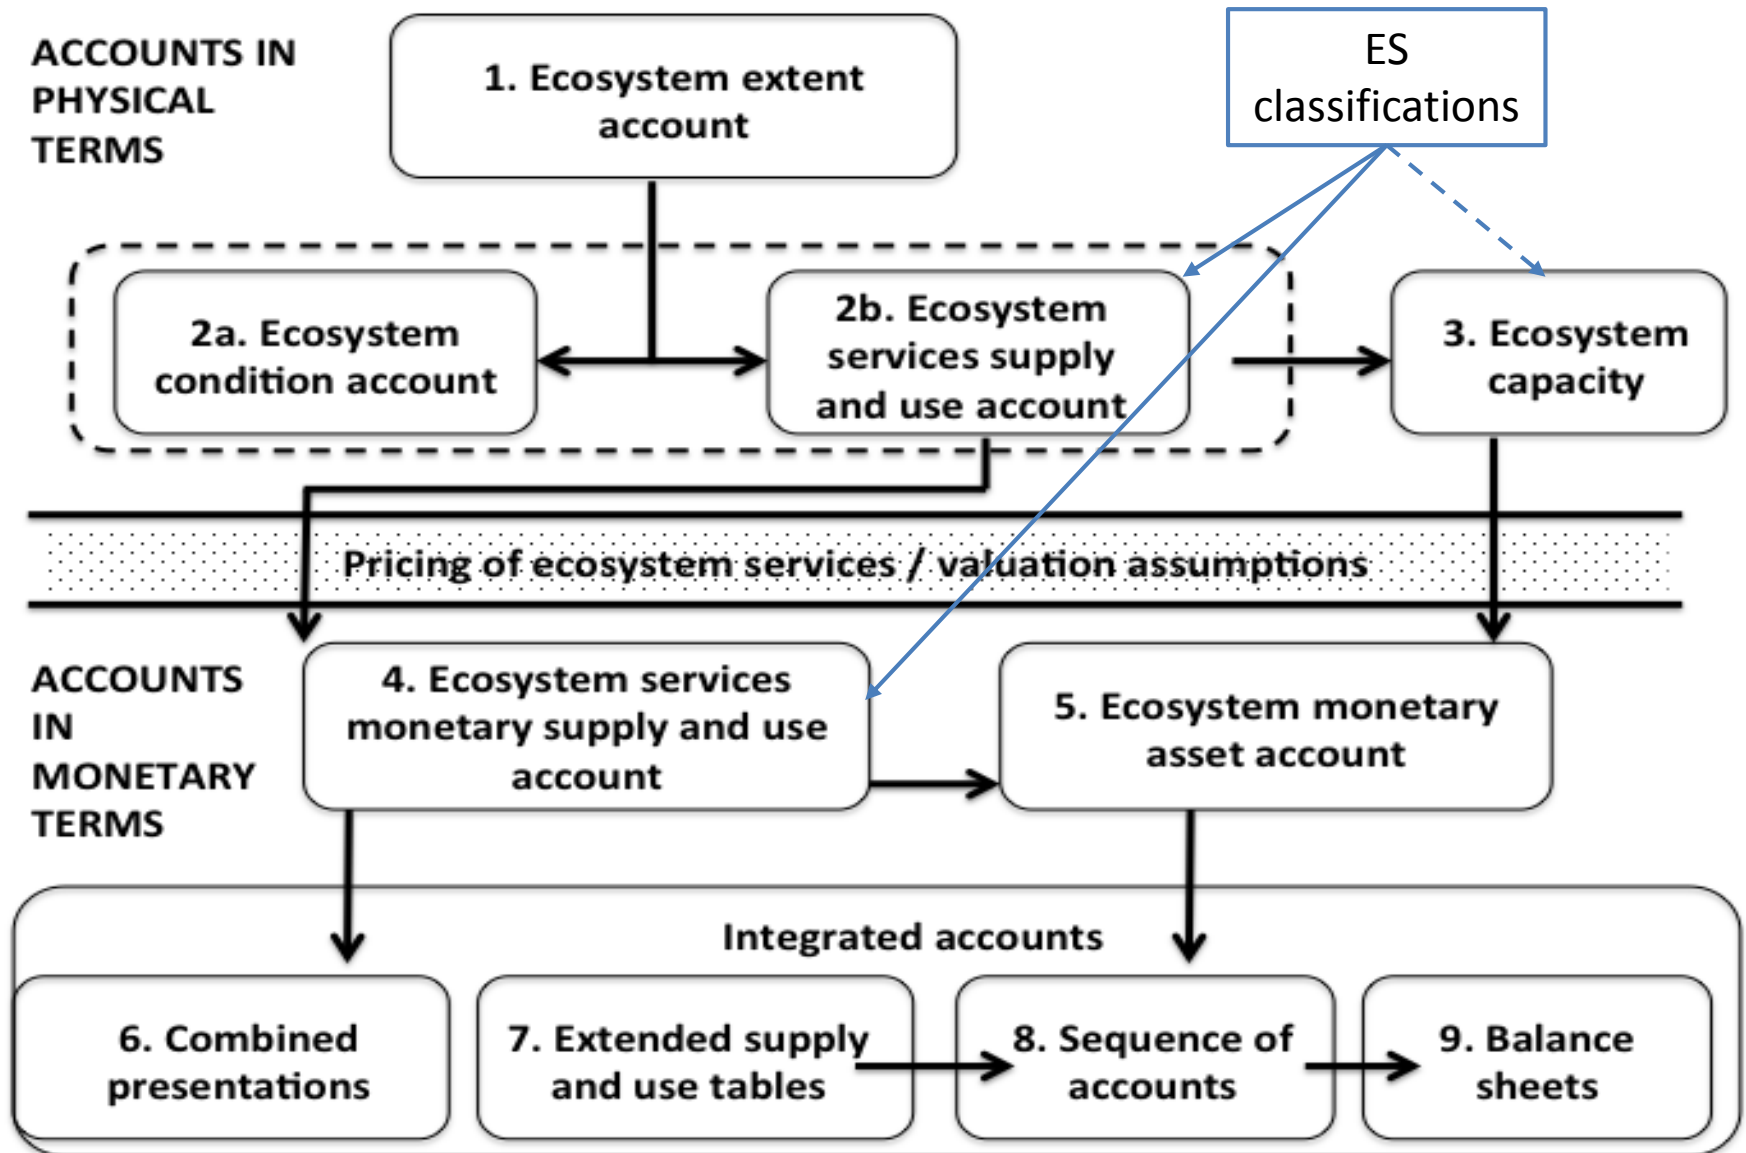 ACCOUNTS IN
PHYSICAL
TERMS
1. Ecosystem extent
account
ES
classifications
2a. Ecosystem
condition account
2b. Ecosystem
services supply
and use account
3. Ecosystem
capacity
Pricing of ecosystem services / valuation assumptions
ACCOUNTS
IN
MONETARY
TERMS
4. Ecosystem services
monetary supply and use
account
5. Ecosystem monetary
asset account
Integrated accounts
6. Combined
presentations
7. Extended supply
and use tables
8. Sequence of
accounts
9. Balance
sheets